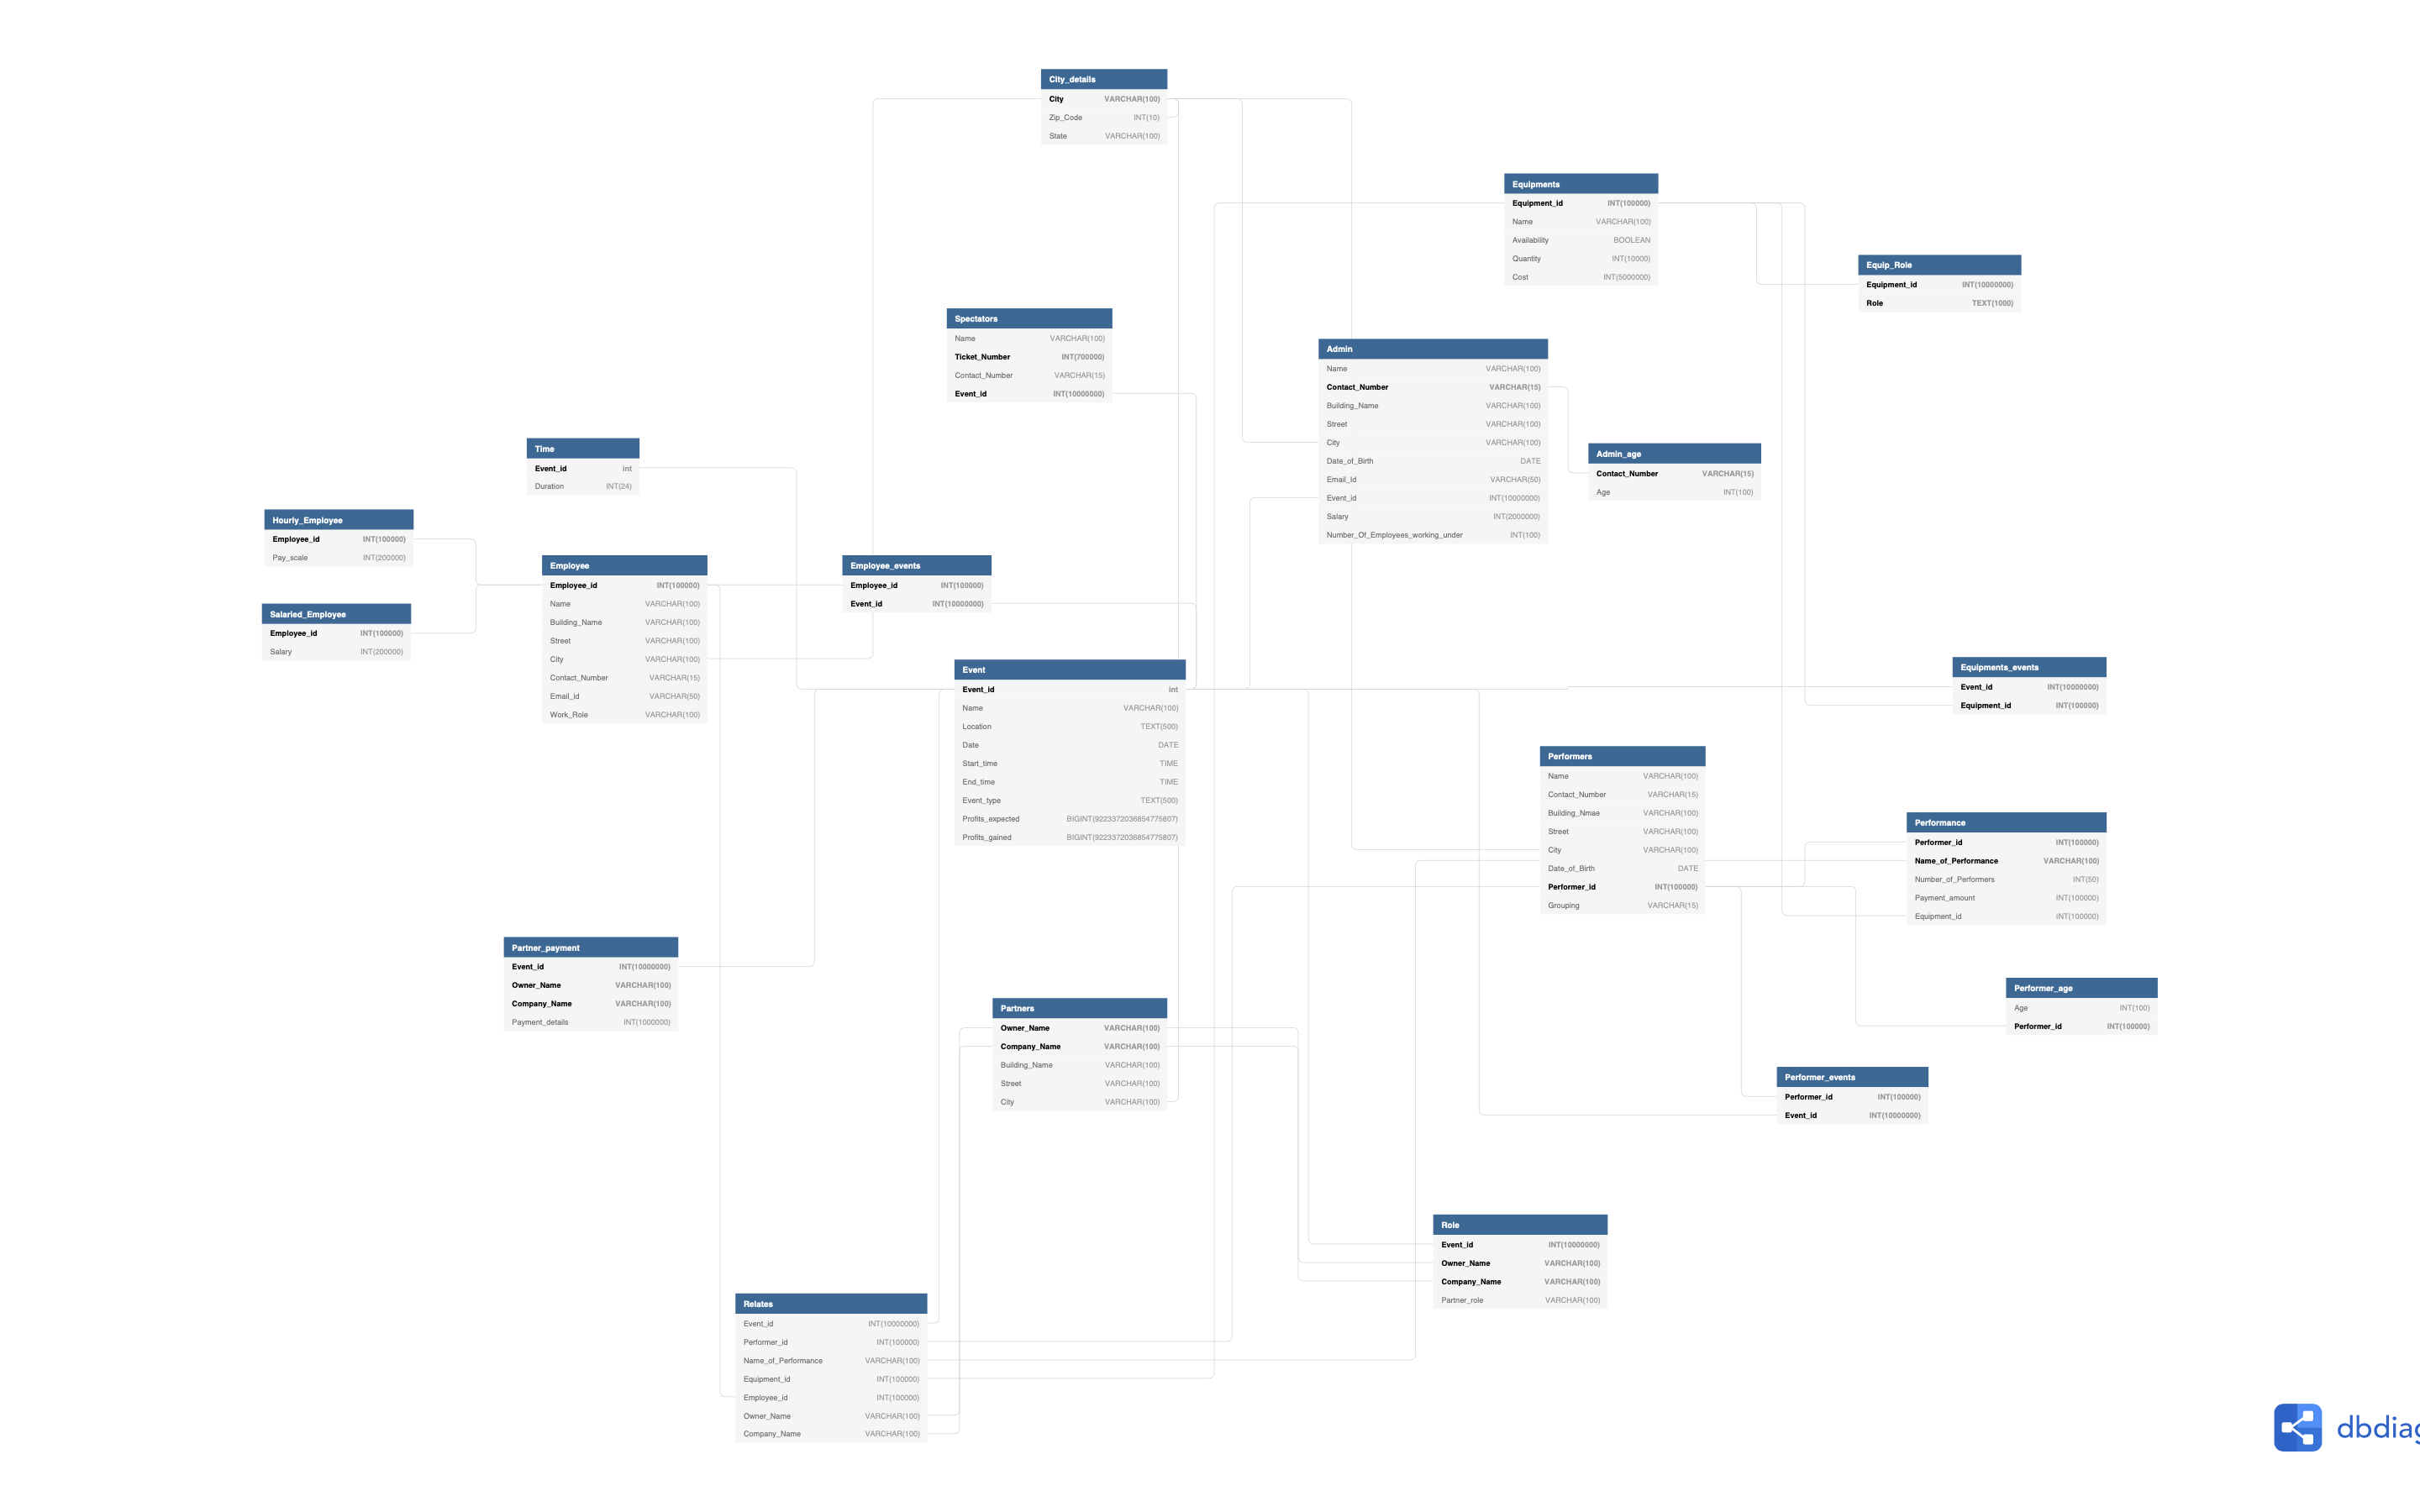 City_details
City VARCHAR(100)
Zip_Code INT(10)
State VARCHAR(100)
Equipments
Equipment_id INT(100000)
Name VARCHAR(100)
Availability BOOLEAN
Quantity INT(10000)
Cost INT(5000000)
Equip_Role
Equipment_id INT(10000000)
Role TEXT(1000)
Spectators
Name VARCHAR(100)
Ticket_Number INT(700000)
Contact_Number VARCHAR(15)
Event_id INT(10000000)
Admin
Name VARCHAR(100)
Contact_Number VARCHAR(15)
Building_Name VARCHAR(100)
Street VARCHAR(100)
City VARCHAR(100)
Date_of_Birth DATE
Email_Id VARCHAR(50)
Event_id INT(10000000)
Salary INT(2000000)
Number_Of_Employees_working_under INT(100)
Admin_age
Contact_Number VARCHAR(15)
Age INT(100)
Time
Event_id int
Duration INT(24)
Hourly_Employee
Employee_id INT(100000)
Pay_scale INT(200000)
Salaried_Employee
Employee_id INT(100000)
Salary INT(200000)
Employee
Employee_id INT(100000)
Name VARCHAR(100)
Building_Name VARCHAR(100)
Street VARCHAR(100)
City VARCHAR(100)
Contact_Number VARCHAR(15)
Email_id VARCHAR(50)
Work_Role VARCHAR(100)
Employee_events
Employee_id INT(100000)
Event_id INT(10000000)
Event
Event_id int
Name VARCHAR(100)
Location TEXT(500)
Date DATE
Start_time TIME
End_time TIME
Event_type TEXT(500)
Profits_expected BIGINT(9223372036854775807)
Profits_gained BIGINT(9223372036854775807)
Equipments_events
Event_id INT(10000000)
Equipment_id INT(100000)
Performers
Name VARCHAR(100)
Contact_Number VARCHAR(15)
Building_Nmae VARCHAR(100)
Street VARCHAR(100)
City VARCHAR(100)
Date_of_Birth DATE
Performer_id INT(100000)
Grouping VARCHAR(15)
Performance
Performer_id INT(100000)
Name_of_Performance VARCHAR(100)
Number_of_Performers INT(50)
Payment_amount INT(100000)
Equipment_id INT(100000)
Partner_payment
Event_id INT(10000000)
Owner_Name VARCHAR(100)
Company_Name VARCHAR(100)
Payment_details INT(1000000)
Partners
Owner_Name VARCHAR(100)
Company_Name VARCHAR(100)
Building_Name VARCHAR(100)
Street VARCHAR(100)
City VARCHAR(100)
Performer_age
Age INT(100)
Performer_id INT(100000)
Performer_events
Performer_id INT(100000)
Event_id INT(10000000)
Role
Event_id INT(10000000)
Owner_Name VARCHAR(100)
Company_Name VARCHAR(100)
Partner_role VARCHAR(100)
Relates
Event_id INT(10000000)
Performer_id INT(100000)
Name_of_Performance VARCHAR(100)
Equipment_id INT(100000)
Employee_id INT(100000)
Owner_Name VARCHAR(100)
Company_Name VARCHAR(100)
dbdiag